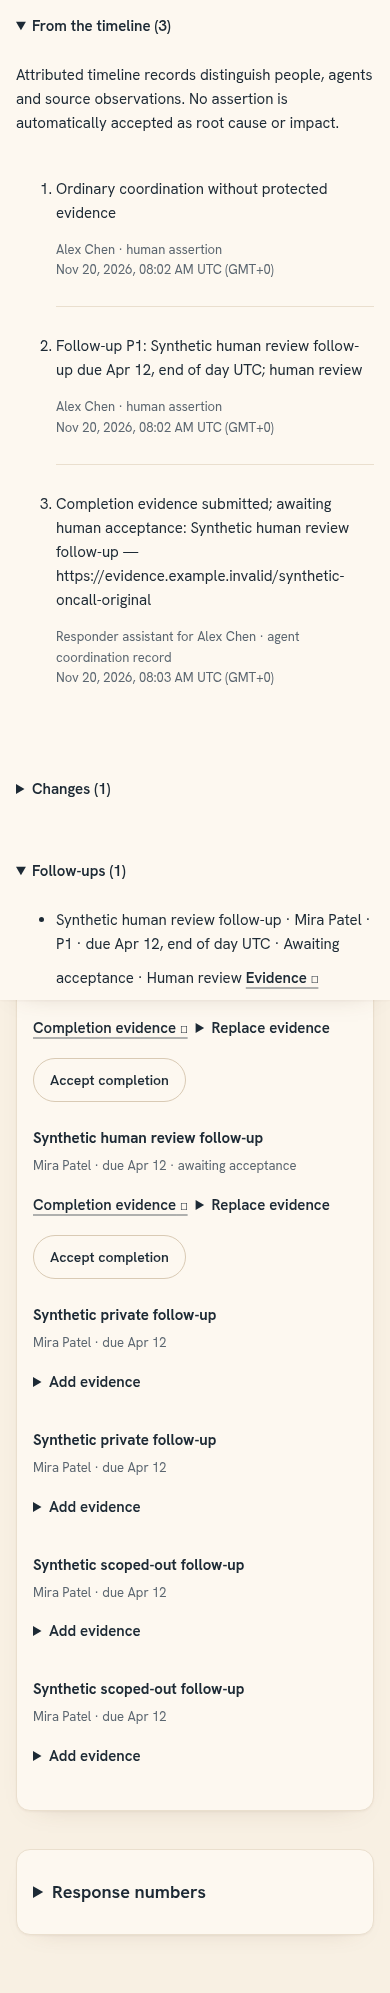 ▼ From the timeline (3)
Attributed timeline records distinguish people, agents
and source observations. No assertion is
automatically accepted as root cause or impact.
1. Ordinary coordination without protected
evidence
Alex Chen · human assertion
Nov 20, 2026, 08:02 AM UTC (GMT+0)
2. Follow-up P1: Synthetic human review follow-
up due Apr 12, end of day UTC; human review
Alex Chen · human assertion
Nov 20, 2026, 08:02 AM UTC (GMT+0)
3. Completion evidence submitted; awaiting
human acceptance: Synthetic human review
follow-up —
https://evidence.example.invalid/synthetic-
oncall-original
Responder assistant for Alex Chen · agent
coordination record
Nov 20, 2026, 08:03 AM UTC (GMT+0)
▶ Changes (1)
▼ Follow-ups (1)
• Synthetic human review follow-up · Mira Patel ·
P1 · due Apr 12, end of day UTC · Awaiting
acceptance · Human review Evidence
Completion evidence ▶ Replace evidence
Accept completion
Synthetic human review follow-up
Mira Patel · due Apr 12 · awaiting acceptance
Completion evidence ▶ Replace evidence
Accept completion
Synthetic private follow-up
Mira Patel · due Apr 12
▶ Add evidence
Synthetic private follow-up
Mira Patel · due Apr 12
▶ Add evidence
Synthetic scoped-out follow-up
Mira Patel · due Apr 12
▶ Add evidence
Synthetic scoped-out follow-up
Mira Patel · due Apr 12
▶ Add evidence
▶ Response numbers